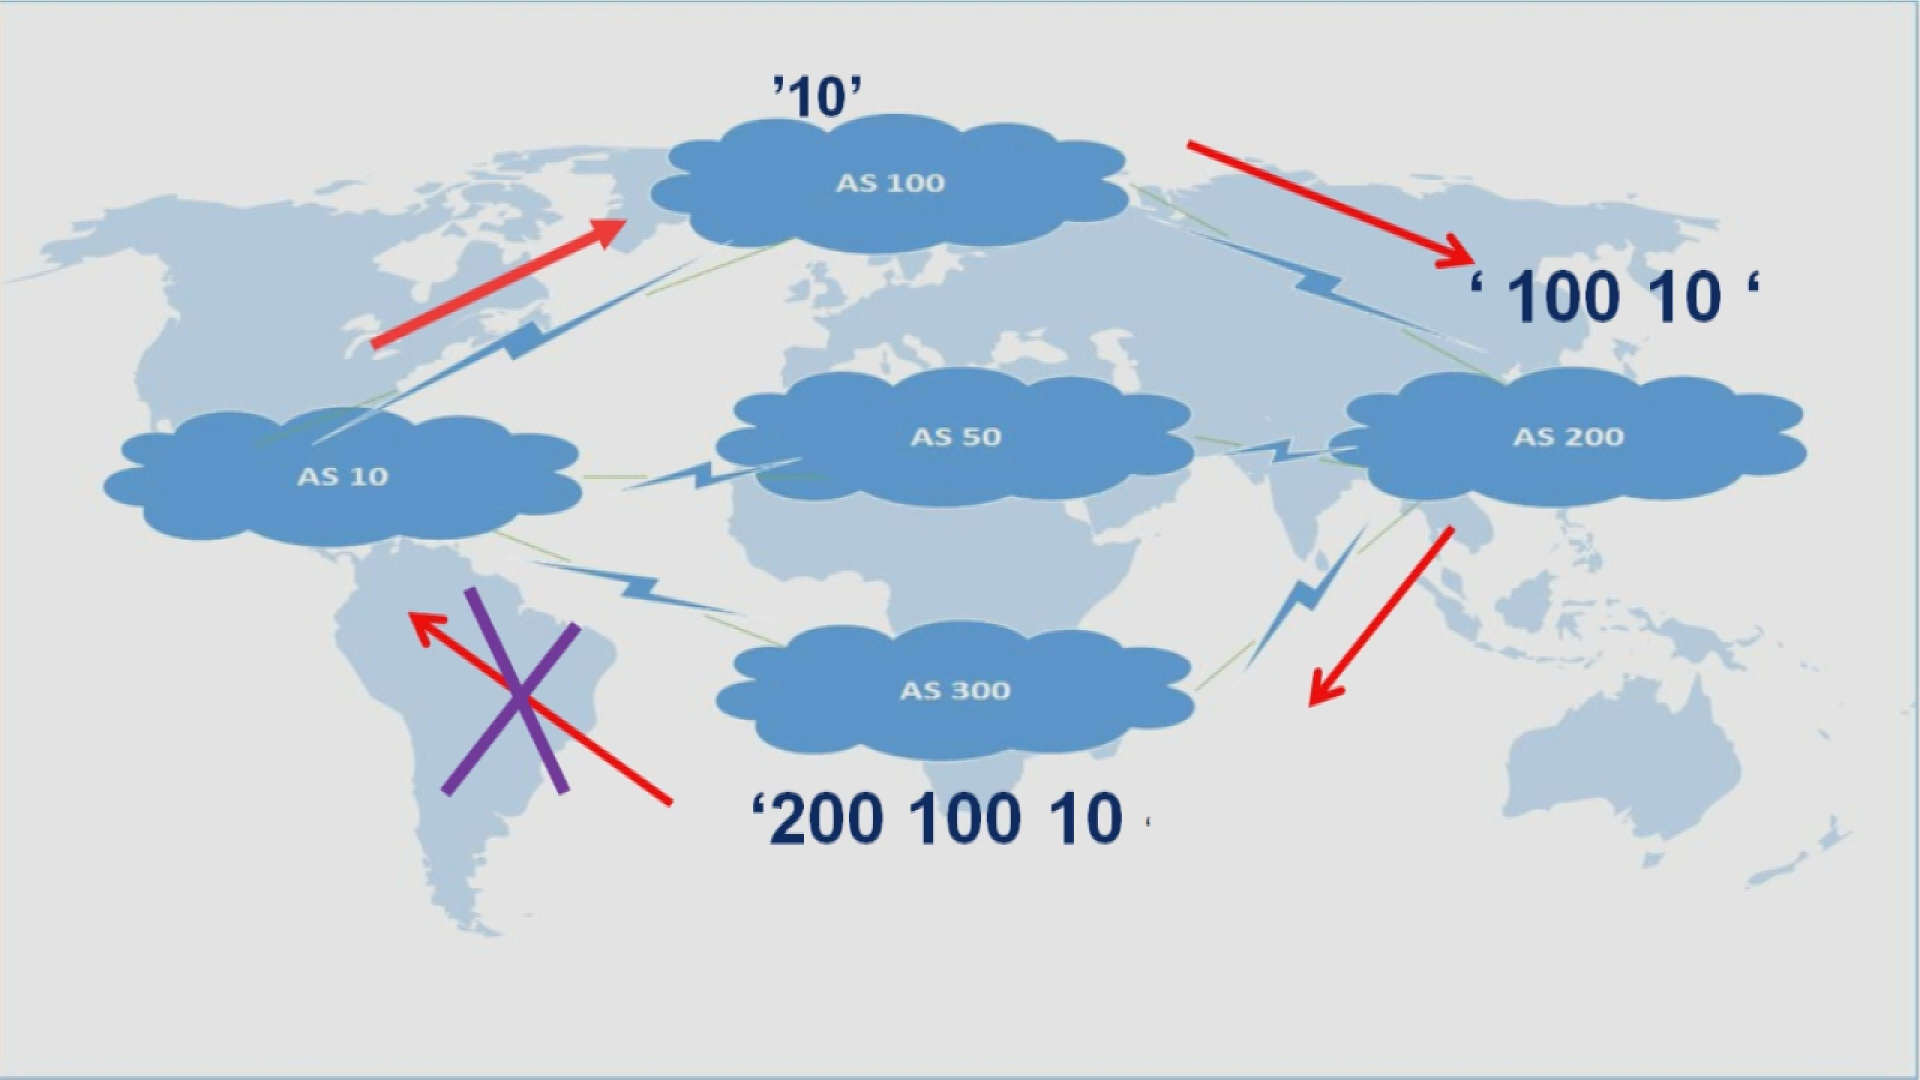 ’10’
AS 100
‘ 100 10 ‘
AS 50
AS 200
AS 10
AS 300
‘200 100 10 ‘